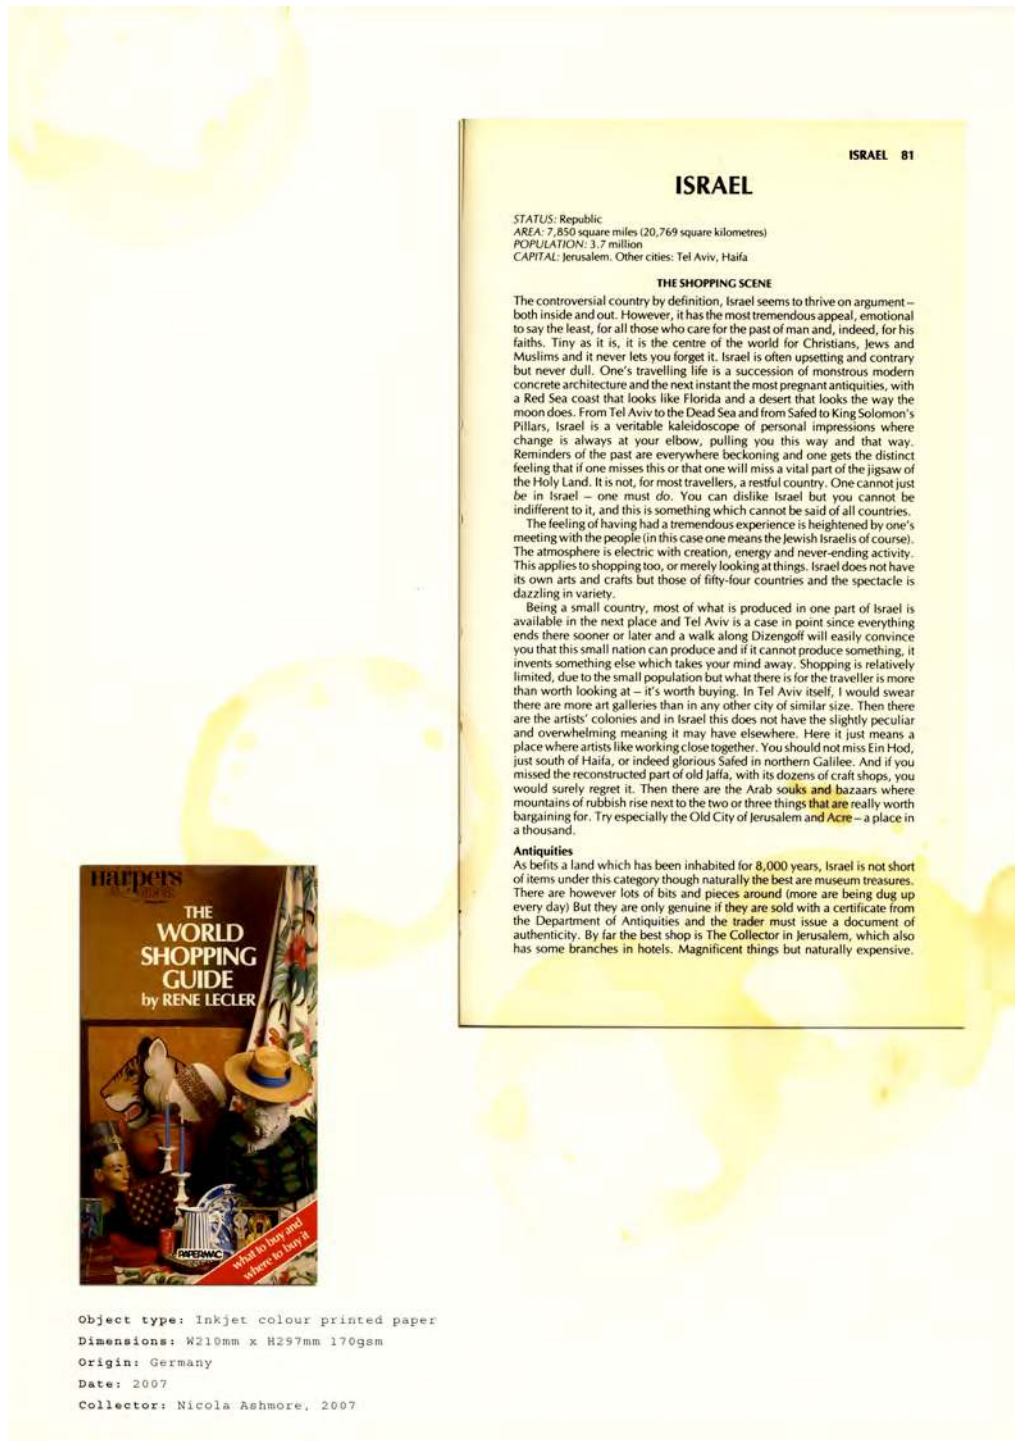 ISRAEL 81
ISRAEL
STATUS: Republic
AREA: 7,850 square miles (20,769 square kilometres)
POPULATION: 3.7 million
CAPITAL: Jerusalem. Other cities: Tel Aviv, Haifa
THE SHOPPING SCENE
The controversial country by definition, Israel seems to thrive on argument –
both inside and out. However, it has the most tremendous appeal, emotional
to say the least, for all those who care for the past of man and, indeed, for his
faiths. Tiny as it is, it is the centre of the world for Christians, Jews and
Muslims and it never lets you forget it. Israel is often upsetting and contrary
but never dull. One's travelling life is a succession of monstrous modern
concrete architecture and the next instant the most pregnant antiquities, with
a Red Sea coast that looks like Florida and a desert that looks the way the
moon does. From Tel Aviv to the Dead Sea and from Safed to King Solomon's
Pillars, Israel is a veritable kaleidoscope of personal impressions where
change is always at your elbow, pulling you this way and that way.
Reminders of the past are everywhere beckoning and one gets the distinct
feeling that if one misses this or that one will miss a vital part of the jigsaw of
the Holy Land. It is not, for most travellers, a restful country. One cannot just
be in Israel – one must do. You can dislike Israel but you cannot be
indifferent to it, and this is something which cannot be said of all countries.
The feeling of having had a tremendous experience is heightened by one's
meeting with the people (in this case one means the Jewish Israelis of course).
The atmosphere is electric with creation, energy and never-ending activity.
This applies to shopping too, or merely looking at things. Israel does not have
its own arts and crafts but those of fifty-four countries and the spectacle is
dazzling in variety.
Being a small country, most of what is produced in one part of Israel is
available in the next place and Tel Aviv is a case in point since everything
ends there sooner or later and a walk along Dizengoff will easily convince
you that this small nation can produce and if it cannot produce something, it
invents something else which takes your mind away. Shopping is relatively
limited, due to the small population but what there is for the traveller is more
than worth looking at – it's worth buying. In Tel Aviv itself, I would swear
there are more art galleries than in any other city of similar size. Then there
are the artists' colonies and in Israel this does not have the slightly peculiar
and overwhelming meaning it may have elsewhere. Here it just means a
place where artists like working close together. You should not miss Ein Hod,
just south of Haifa, or indeed glorious Safed in northern Galilee. And if you
missed the reconstructed part of old Jaffa, with its dozens of craft shops, you
would surely regret it. Then there are the Arab souks and bazaars where
mountains of rubbish rise next to the two or three things that are really worth
bargaining for. Try especially the Old City of Jerusalem and Acre – a place in
a thousand.
Antiquities
As befits a land which has been inhabited for 8,000 years, Israel is not short
of items under this category though naturally the best are museum treasures.
There are however lots of bits and pieces around (more are being dug up
every day) But they are only genuine if they are sold with a certificate from
the Department of Antiquities and the trader must issue a document of
authenticity. By far the best shop is The Collector in Jerusalem, which also
has some branches in hotels. Magnificent things but naturally expensive.
Harpers
THE
WORLD
SHOPPING
GUIDE
by RENE LECLER
PAPERMAC
what to buy and
where to buy it
Object type: Inkjet colour printed paper
Dimensions: W210mm x H297mm 170gsm
Origin: Germany
Date: 2007
Collector: Nicola Ashmore, 2007